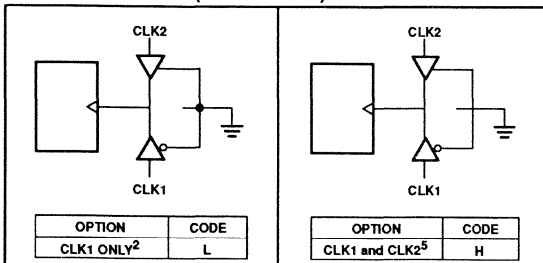 CLK2
CLK1
OPTION CODE
CLK1 ONLY2 L
CLK2
CLK1
OPTION CODE
CLK1 and CLK25 H